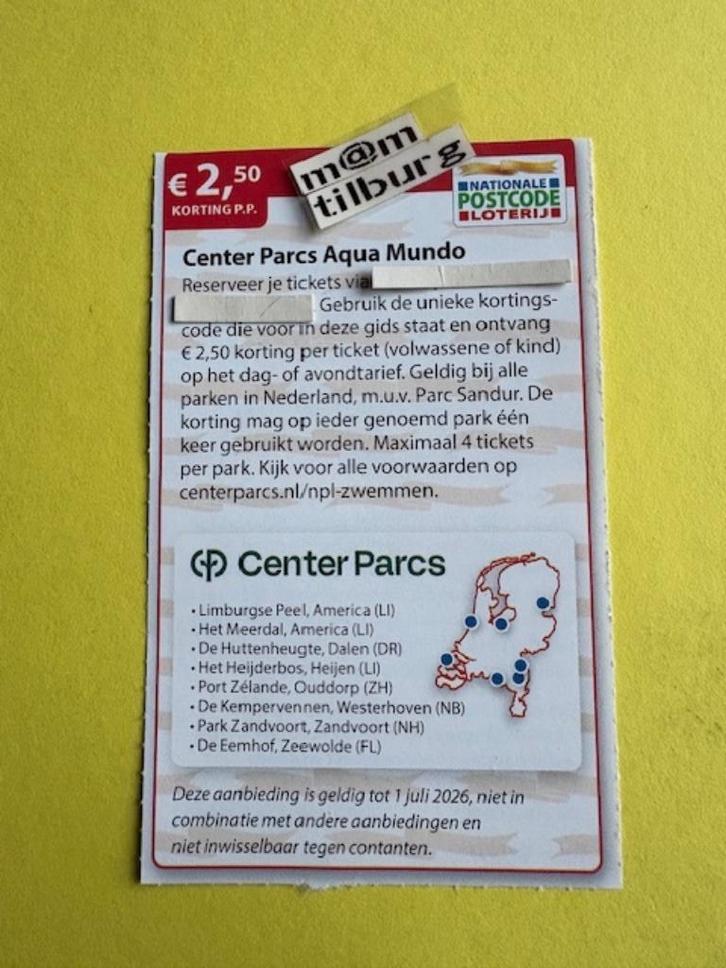 m@m
tilburg
€ 2,50
KORTING P.P.
NATIONALE
POSTCODE
LOTERIJ
Center Parcs Aqua Mundo
Reserveer je tickets via
Gebruik de unieke kortings-
code die voor in deze gids staat en ontvang
€ 2,50 korting per ticket (volwassene of kind)
op het dag- of avondtarief. Geldig bij alle
parken in Nederland, m.u.v. Parc Sandur. De
korting mag op ieder genoemd park één
keer gebruikt worden. Maximaal 4 tickets
per park. Kijk voor alle voorwaarden op
centerparcs.nl/npl-zwemmen.
Center Parcs
• Limburgse Peel, America (LI)
• Het Meerdal, America (LI)
• De Huttenheugte, Dalen (DR)
• Het Heijderbos, Heijen (LI)
• Port Zélande, Ouddorp (ZH)
• De Kempervennen, Westerhoven (NB)
• Park Zandvoort, Zandvoort (NH)
• De Eemhof, Zeewolde (FL)
Deze aanbieding is geldig tot 1 juli 2026, niet in
combinatie met andere aanbiedingen en
niet inwisselbaar tegen contanten.